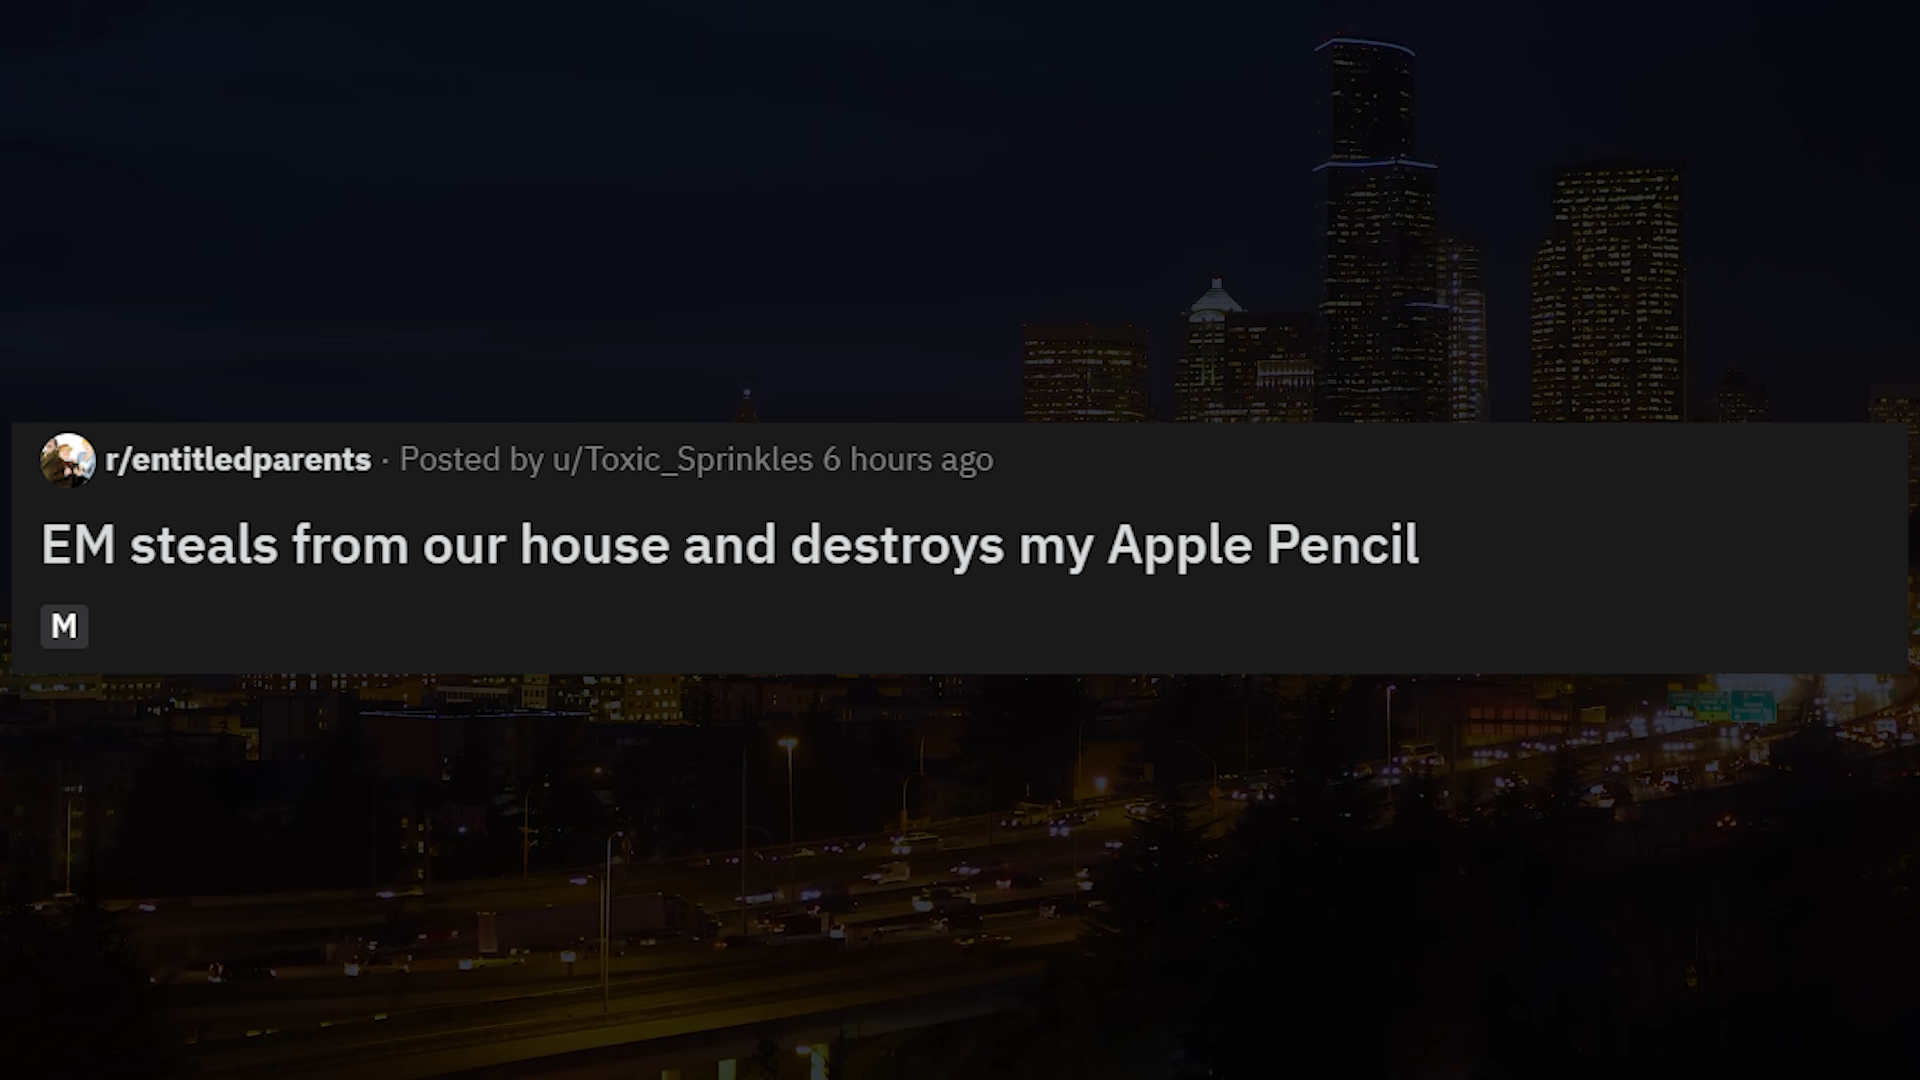 r/entitledparents · Posted by u/Toxic_Sprinkles 6 hours ago
EM steals from our house and destroys my Apple Pencil
M